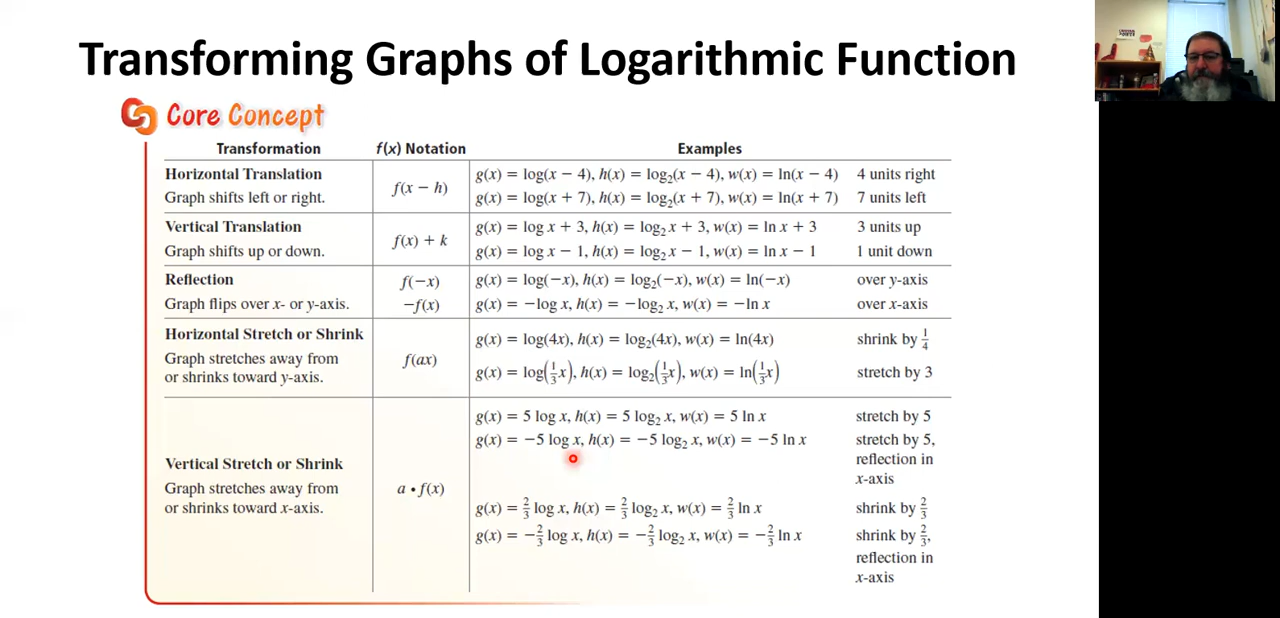 Transforming Graphs of Logarithmic Function
Core Concept
Transformation f(x) Notation Examples
Horizontal Translation
Graph shifts left or right.
f(x − h)
g(x) = log(x − 4), h(x) = log₂(x − 4), w(x) = ln(x − 4) 4 units right
g(x) = log(x + 7), h(x) = log₂(x + 7), w(x) = ln(x + 7) 7 units left
Vertical Translation
Graph shifts up or down.
f(x) + k
g(x) = log x + 3, h(x) = log₂ x + 3, w(x) = ln x + 3 3 units up
g(x) = log x − 1, h(x) = log₂ x − 1, w(x) = ln x − 1 1 unit down
Reflection
Graph flips over x- or y-axis.
f(−x)
−f(x)
g(x) = log(−x), h(x) = log₂(−x), w(x) = ln(−x) over y-axis
g(x) = −log x, h(x) = −log₂ x, w(x) = −ln x over x-axis
Horizontal Stretch or Shrink
Graph stretches away from
or shrinks toward y-axis.
f(ax)
g(x) = log(4x), h(x) = log₂(4x), w(x) = ln(4x) shrink by 1/4
g(x) = log(1/3 x), h(x) = log₂(1/3 x), w(x) = ln(1/3 x) stretch by 3
Vertical Stretch or Shrink
Graph stretches away from
or shrinks toward x-axis.
a • f(x)
g(x) = 5 log x, h(x) = 5 log₂ x, w(x) = 5 ln x stretch by 5
g(x) = −5 log x, h(x) = −5 log₂ x, w(x) = −5 ln x stretch by 5,
reflection in
x-axis
g(x) = 2/3 log x, h(x) = 2/3 log₂ x, w(x) = 2/3 ln x shrink by 2/3
g(x) = −2/3 log x, h(x) = −2/3 log₂ x, w(x) = −2/3 ln x shrink by 2/3,
reflection in
x-axis